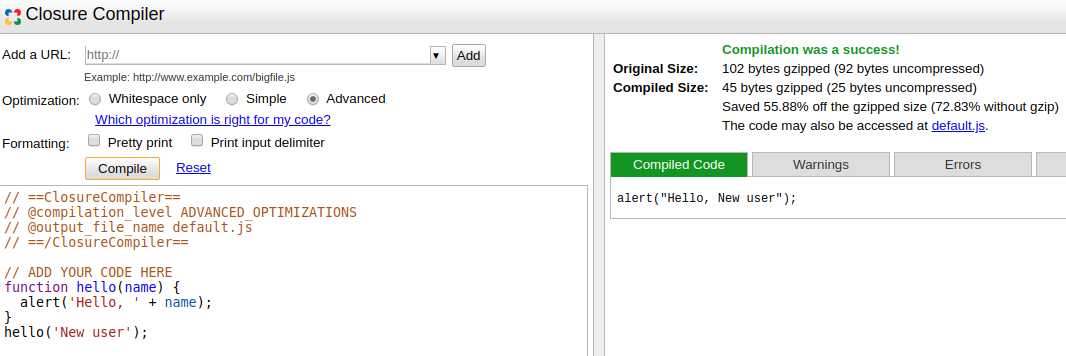 Closure Compiler
Add a URL: http:// Add
Example: http://www.example.com/bigfile.js
Optimization: Whitespace only Simple Advanced
Which optimization is right for my code?
Formatting: Pretty print Print input delimiter
Compile Reset
// ==ClosureCompiler==
// @compilation_level ADVANCED_OPTIMIZATIONS
// @output_file_name default.js
// ==/ClosureCompiler==
// ADD YOUR CODE HERE
function hello(name) {
  alert('Hello, ' + name);
}
hello('New user');
Compilation was a success!
Original Size: 102 bytes gzipped (92 bytes uncompressed)
Compiled Size: 45 bytes gzipped (25 bytes uncompressed)
Saved 55.88% off the gzipped size (72.83% without gzip)
The code may also be accessed at default.js.
Compiled Code Warnings Errors
alert("Hello, New user");